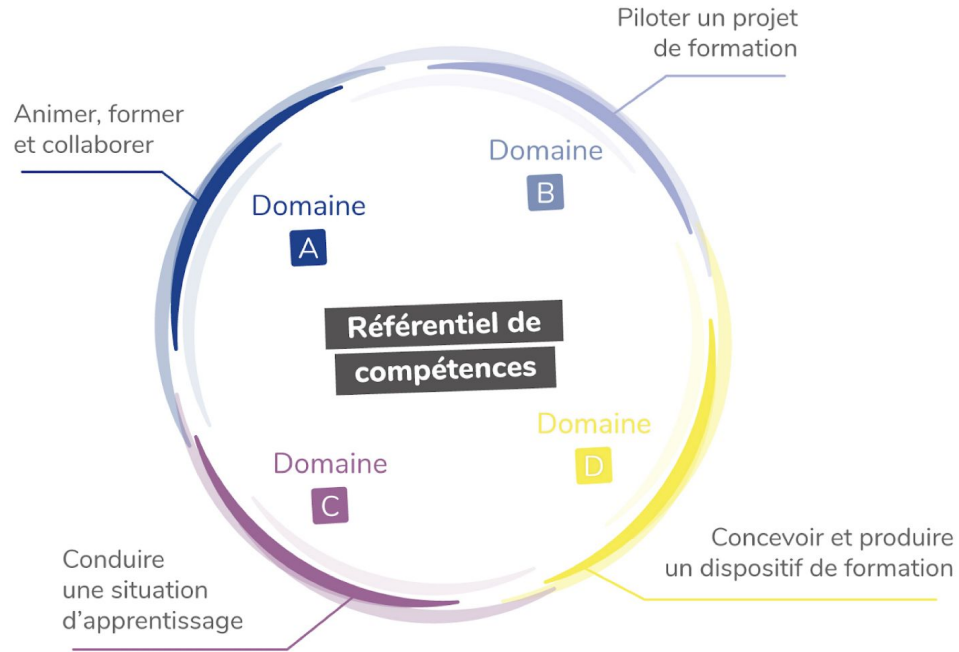 Piloter un projet
de formation
Animer, former
et collaborer
Domaine
B
Domaine
A
Référentiel de
compétences
Domaine
D
Domaine
C
Concevoir et produire
un dispositif de formation
Conduire
une situation
d'apprentissage